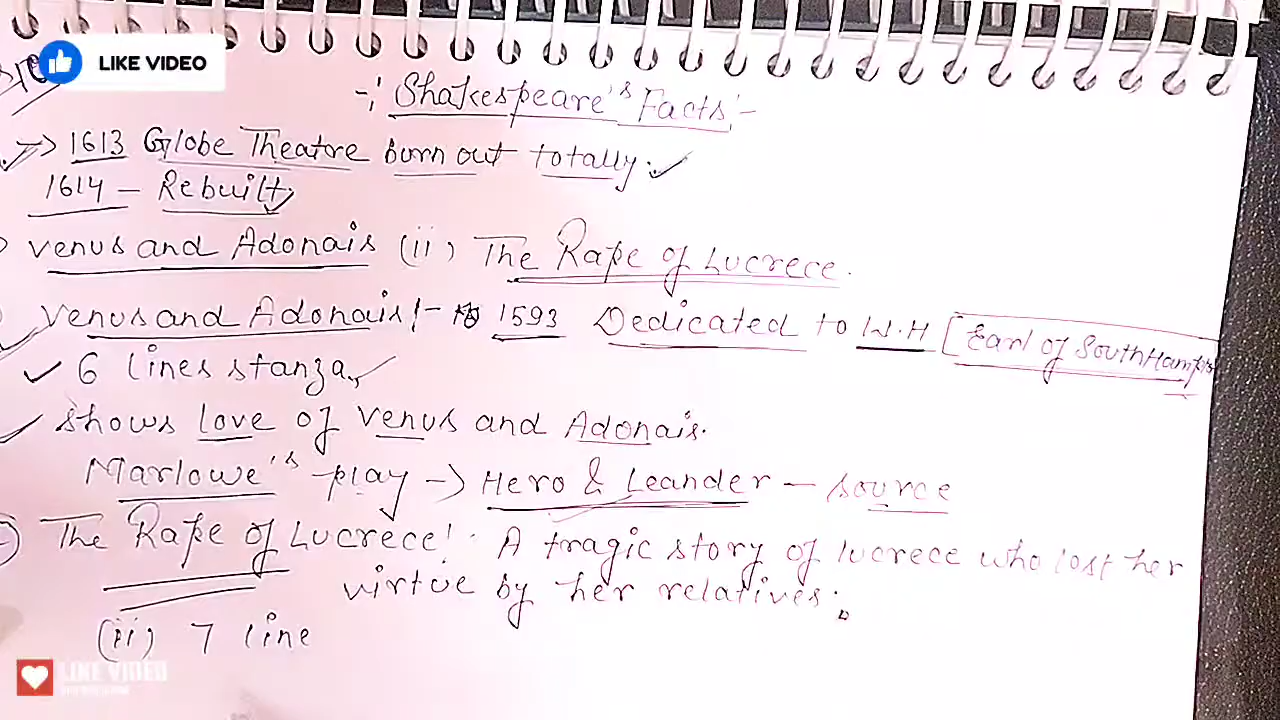 LIKE VIDEO
-: Shakespeare's Facts :-
→ 1613 Globe Theatre burn out totally.
1614 - Rebuilt
Venus and Adonais (ii) The Rape of Lucrece.
Venus and Adonais :- 1593 Dedicated to W.H [Earl of SouthHampton
6 lines stanza.
shows love of Venus and Adonais.
Marlowe's play → Hero & Leander - source
The Rape of Lucrece :- A tragic story of lucrece who lost her
virtue by her relatives.
(ii) 7 line
LIKE VIDEO